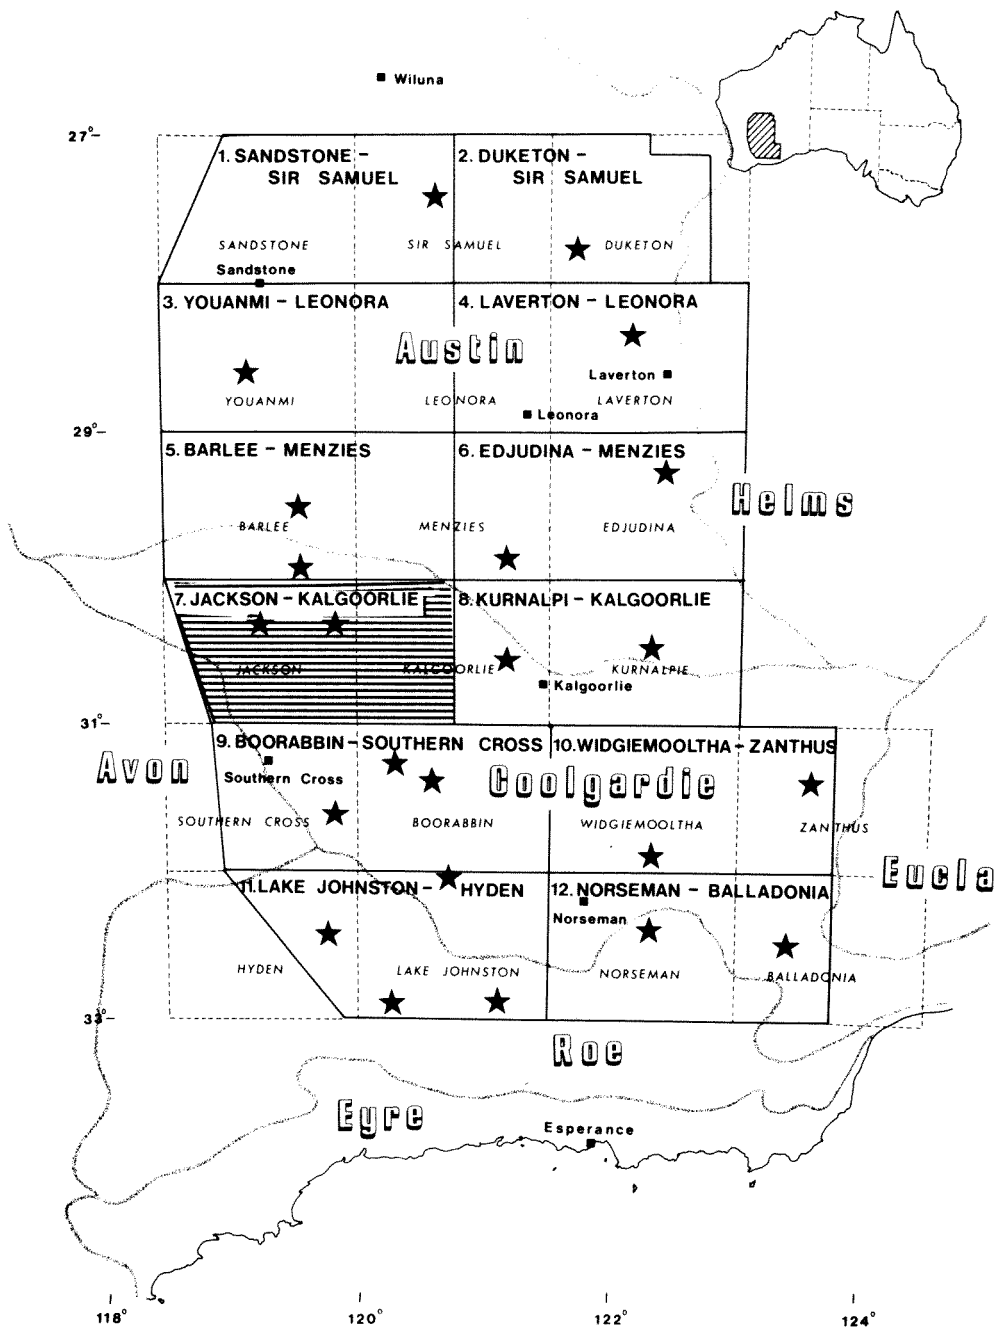 Wiluna
27°
1. SANDSTONE –
SIR SAMUEL
2. DUKETON –
SIR SAMUEL
SANDSTONE
SIR SAMUEL
DUKETON
Sandstone
3. YOUANMI – LEONORA
4. LAVERTON – LEONORA
Austin
Laverton
YOUANMI
LEONORA
LAVERTON
Leonora
29°
5. BARLEE – MENZIES
6. EDJUDINA – MENZIES
Helms
BARLEE
MENZIES
EDJUDINA
7. JACKSON – KALGOORLIE
8. KURNALPI – KALGOORLIE
JACKSON
KALGOORLIE
KURNALPIE
Kalgoorlie
31°
9. BOORABBIN – SOUTHERN CROSS
10. WIDGIEMOOLTHA – ZANTHUS
Avon
Southern Cross
Coolgardie
SOUTHERN CROSS
BOORABBIN
WIDGIEMOOLTHA
ZANTHUS
Eucla
11. LAKE JOHNSTON – HYDEN
12. NORSEMAN – BALLADONIA
Norseman
HYDEN
LAKE JOHNSTON
NORSEMAN
BALLADONIA
33°
Roe
Eyre
Esperance
118°
120°
122°
124°